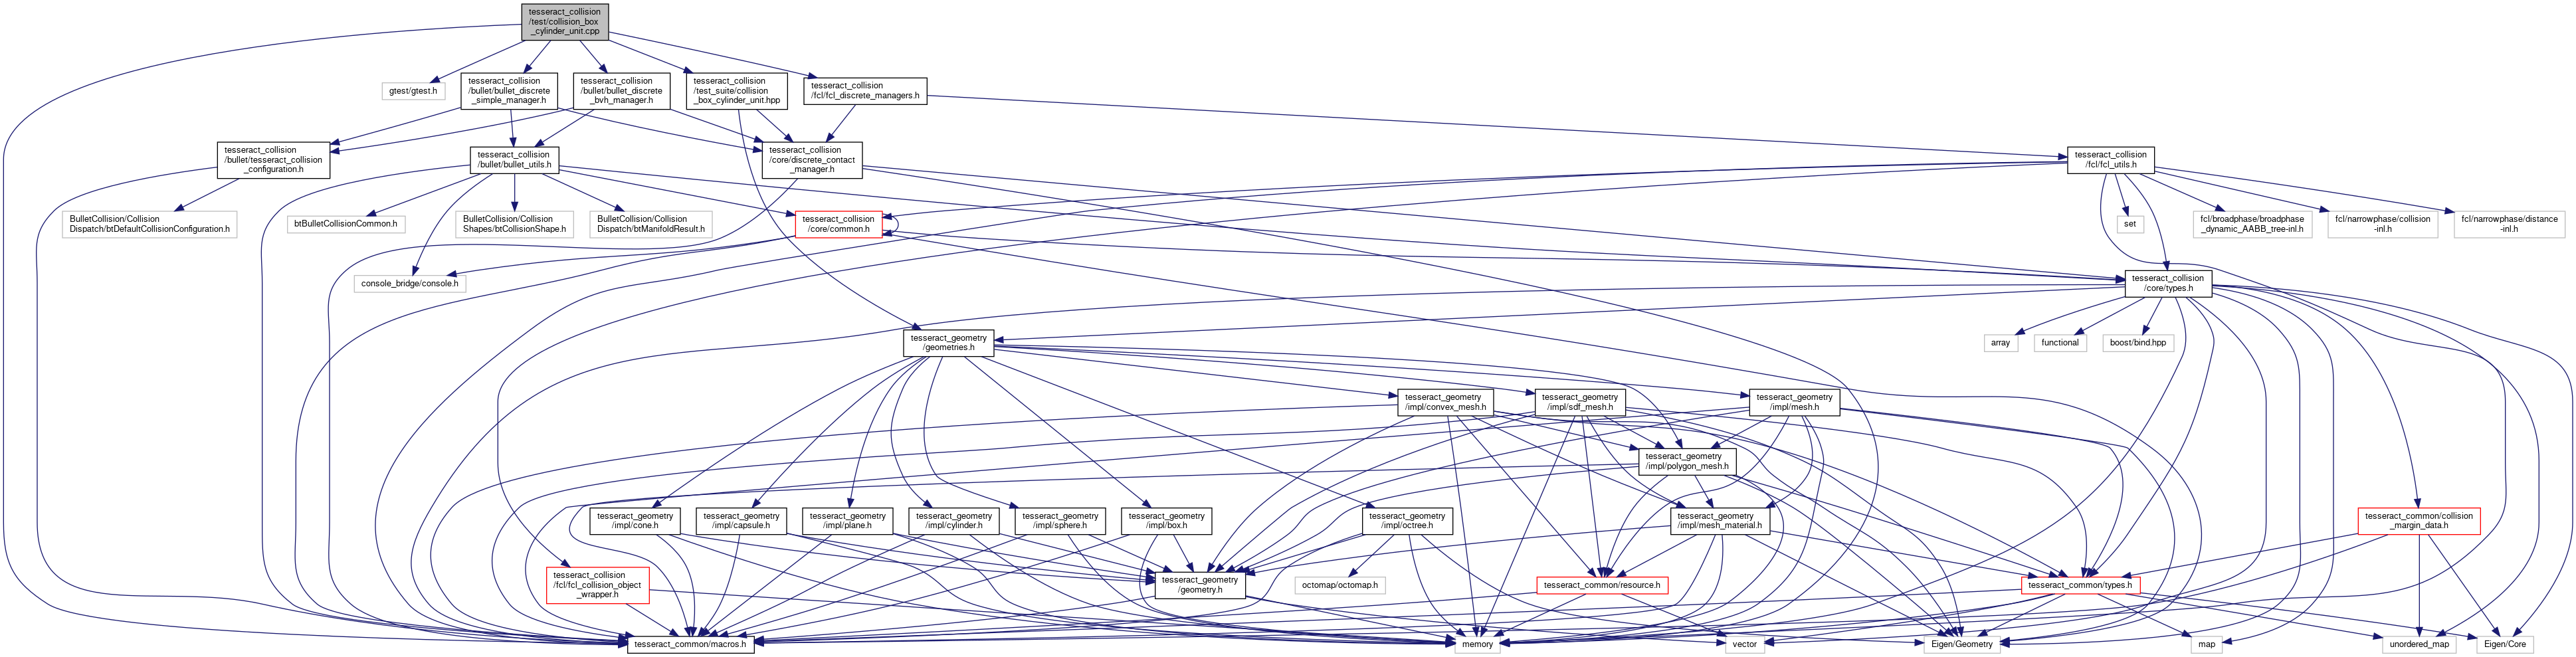 tesseract_collision
/test/collision_box
_cylinder_unit.cpp
gtest/gtest.h
tesseract_collision
/bullet/bullet_discrete
_simple_manager.h
tesseract_collision
/bullet/bullet_discrete
_bvh_manager.h
tesseract_collision
/test_suite/collision
_box_cylinder_unit.hpp
tesseract_collision
/fcl/fcl_discrete_managers.h
tesseract_collision
/bullet/tesseract_collision
_configuration.h
tesseract_collision
/bullet/bullet_utils.h
tesseract_collision
/core/discrete_contact
_manager.h
tesseract_collision
/fcl/fcl_utils.h
BulletCollision/Collision
Dispatch/btDefaultCollisionConfiguration.h
btBulletCollisionCommon.h
BulletCollision/Collision
Shapes/btCollisionShape.h
BulletCollision/Collision
Dispatch/btManifoldResult.h
tesseract_collision
/core/common.h
set
fcl/broadphase/broadphase
_dynamic_AABB_tree-inl.h
fcl/narrowphase/collision
-inl.h
fcl/narrowphase/distance
-inl.h
console_bridge/console.h
tesseract_collision
/core/types.h
tesseract_geometry
/geometries.h
array
functional
boost/bind.hpp
tesseract_geometry
/impl/convex_mesh.h
tesseract_geometry
/impl/sdf_mesh.h
tesseract_geometry
/impl/mesh.h
tesseract_geometry
/impl/polygon_mesh.h
tesseract_geometry
/impl/cone.h
tesseract_geometry
/impl/capsule.h
tesseract_geometry
/impl/plane.h
tesseract_geometry
/impl/cylinder.h
tesseract_geometry
/impl/sphere.h
tesseract_geometry
/impl/box.h
tesseract_geometry
/impl/octree.h
tesseract_geometry
/impl/mesh_material.h
tesseract_common/collision
_margin_data.h
tesseract_collision
/fcl/fcl_collision_object
_wrapper.h
tesseract_geometry
/geometry.h
octomap/octomap.h
tesseract_common/resource.h
tesseract_common/types.h
tesseract_common/macros.h
memory
vector
Eigen/Geometry
map
unordered_map
Eigen/Core